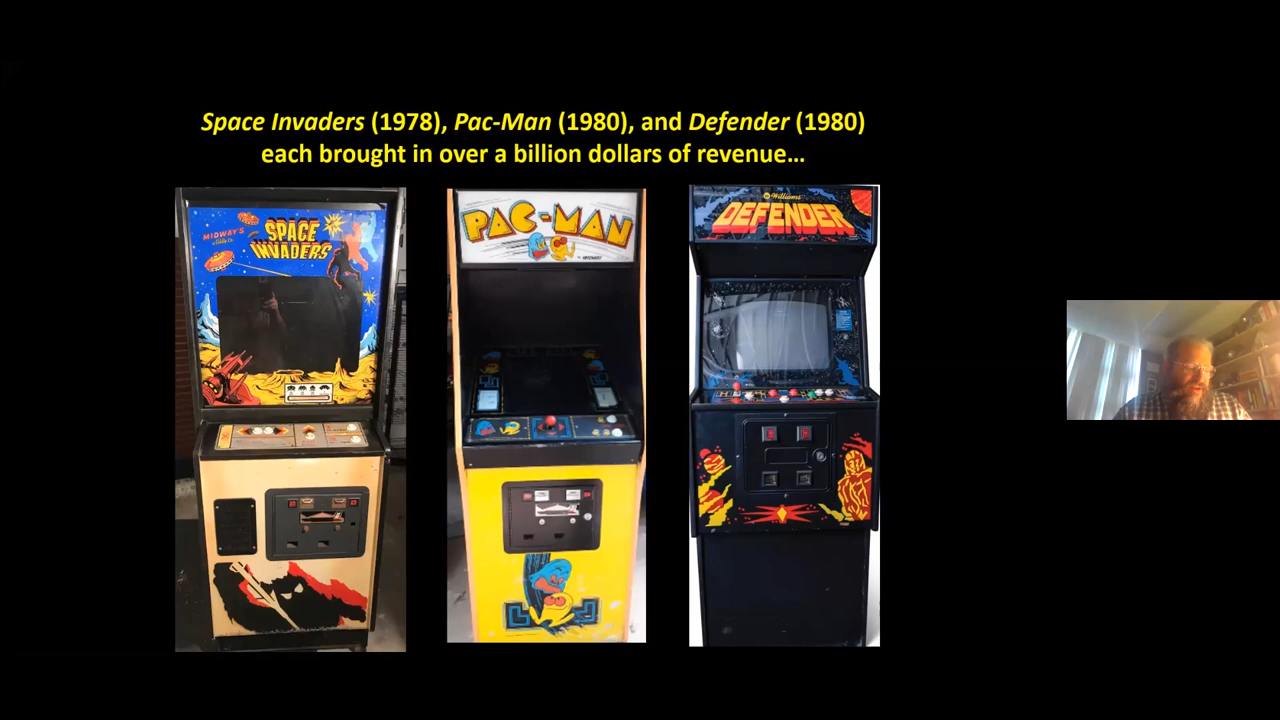 Space Invaders (1978), Pac-Man (1980), and Defender (1980)
each brought in over a billion dollars of revenue...
MIDWAY'S
SPACE
INVADERS
PAC-MAN
Williams
DEFENDER